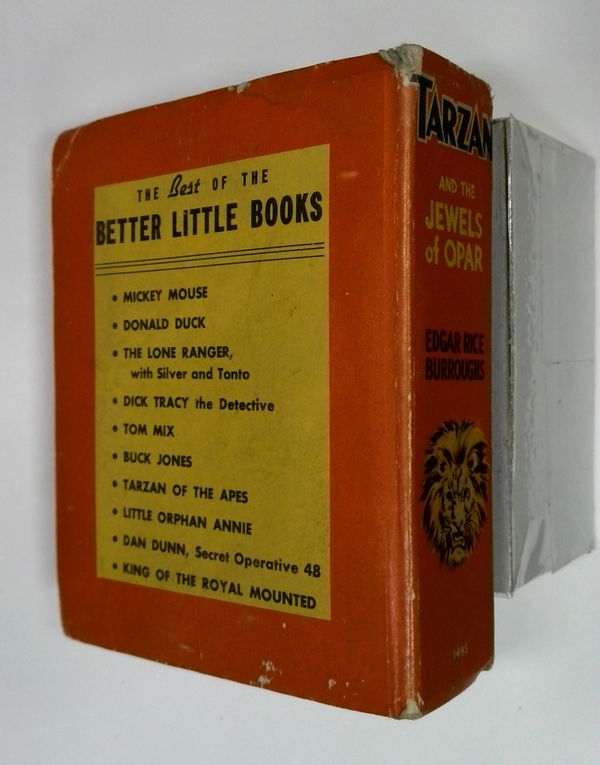 THE Best OF THE
BETTER LITTLE BOOKS
• MICKEY MOUSE
• DONALD DUCK
• THE LONE RANGER,
with Silver and Tonto
• DICK TRACY the Detective
• TOM MIX
• BUCK JONES
• TARZAN OF THE APES
• LITTLE ORPHAN ANNIE
• DAN DUNN, Secret Operative 48
• KING OF THE ROYAL MOUNTED
TARZAN
AND THE
JEWELS
of OPAR
EDGAR RICE
BURROUGHS
1495